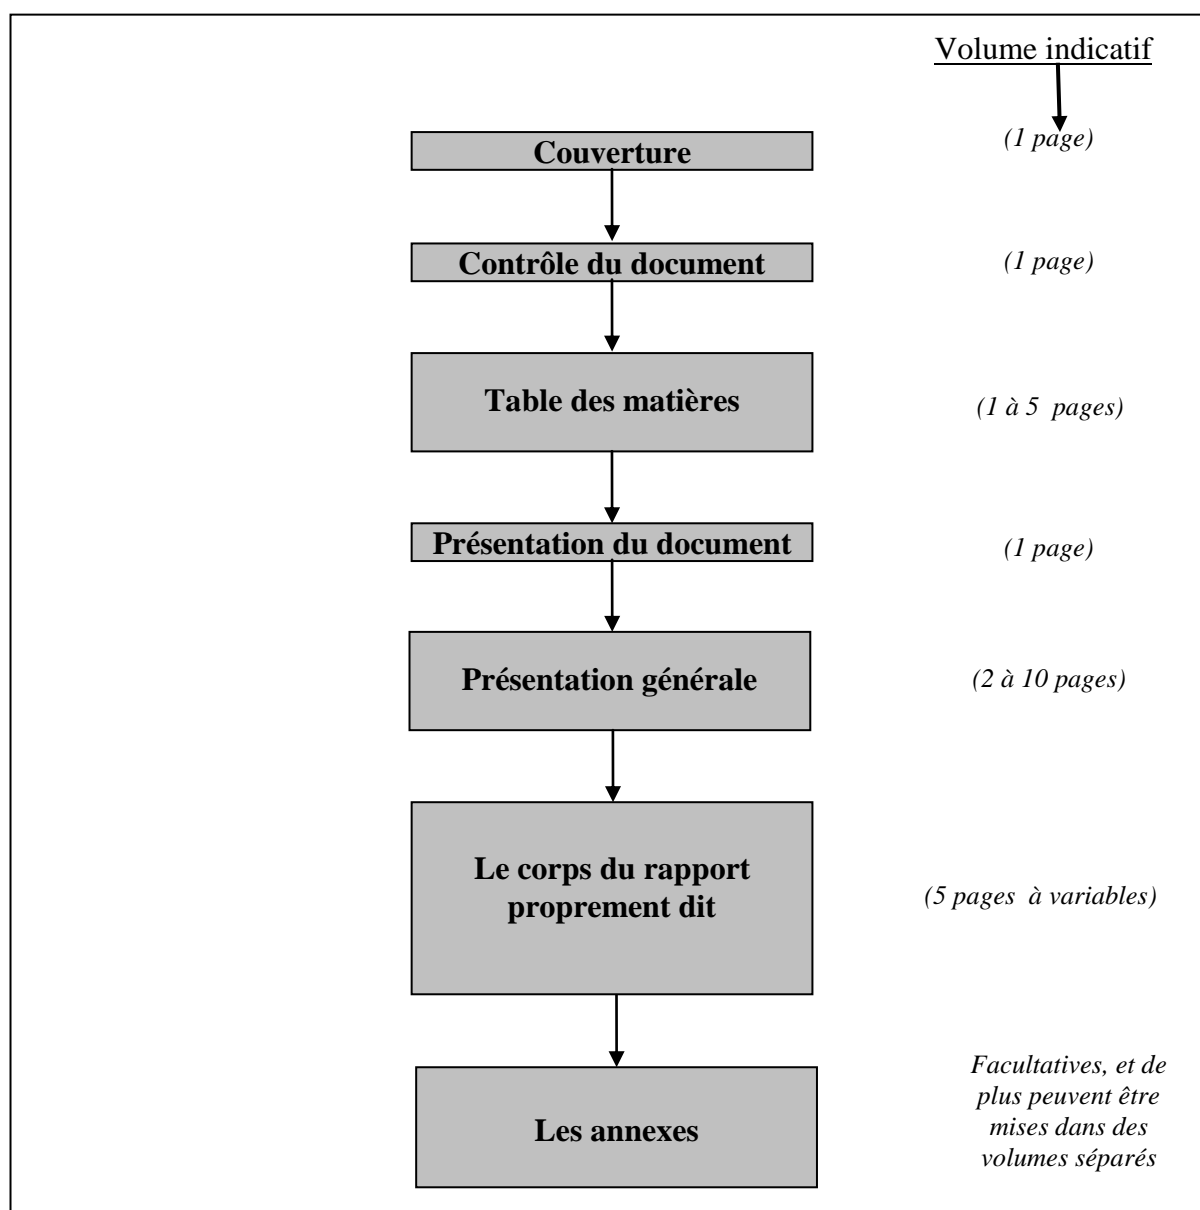 Volume indicatif
Couverture
(1 page)
Contrôle du document
(1 page)
Table des matières
(1 à 5  pages)
Présentation du document
(1 page)
Présentation générale
(2 à 10 pages)
Le corps du rapport
proprement dit
(5 pages  à variables)
Les annexes
Facultatives, et de
plus peuvent être
mises dans des
volumes séparés